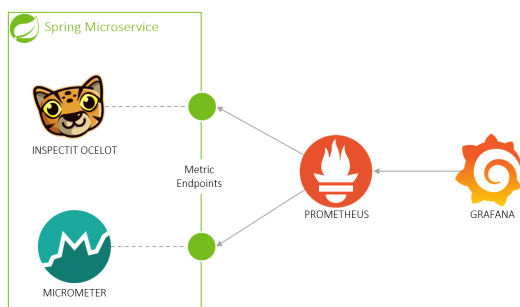 Spring Microservice
INSPECTIT OCELOT
Metric
Endpoints
PROMETHEUS
GRAFANA
MICROMETER